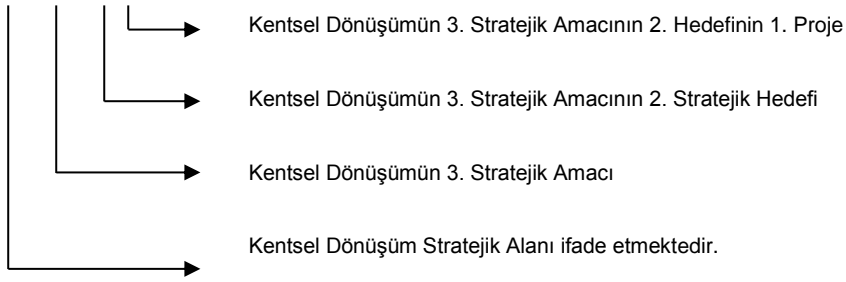 Kentsel Dönüşümün 3. Stratejik Amacının 2. Hedefinin 1. Proje
Kentsel Dönüşümün 3. Stratejik Amacının 2. Stratejik Hedefi
Kentsel Dönüşümün 3. Stratejik Amacı
Kentsel Dönüşüm Stratejik Alanı ifade etmektedir.